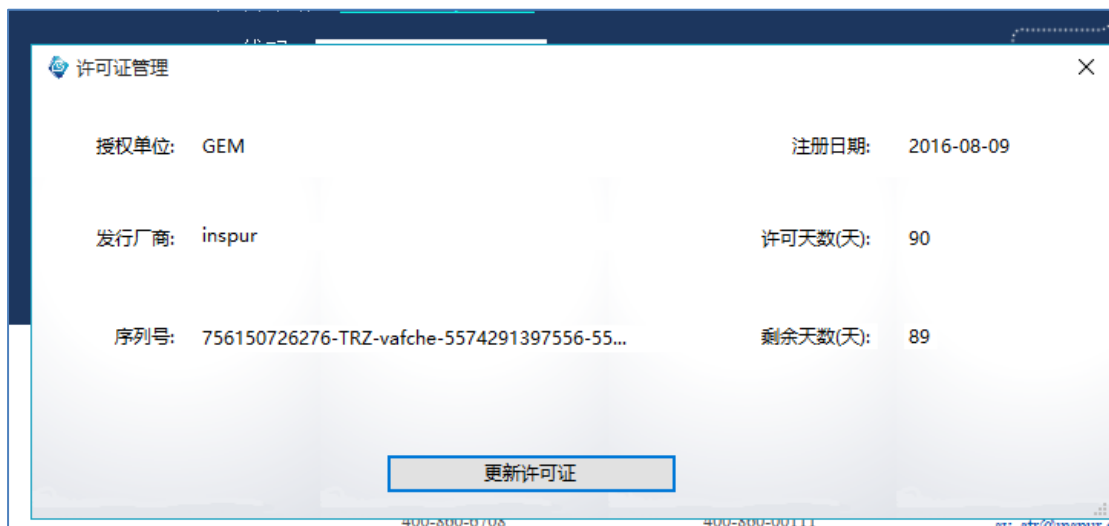 许可证管理
授权单位: GEM 注册日期: 2016-08-09
发行厂商: inspur 许可天数(天): 90
序列号: 756150726276-TRZ-vafche-5574291397556-55... 剩余天数(天): 89
更新许可证